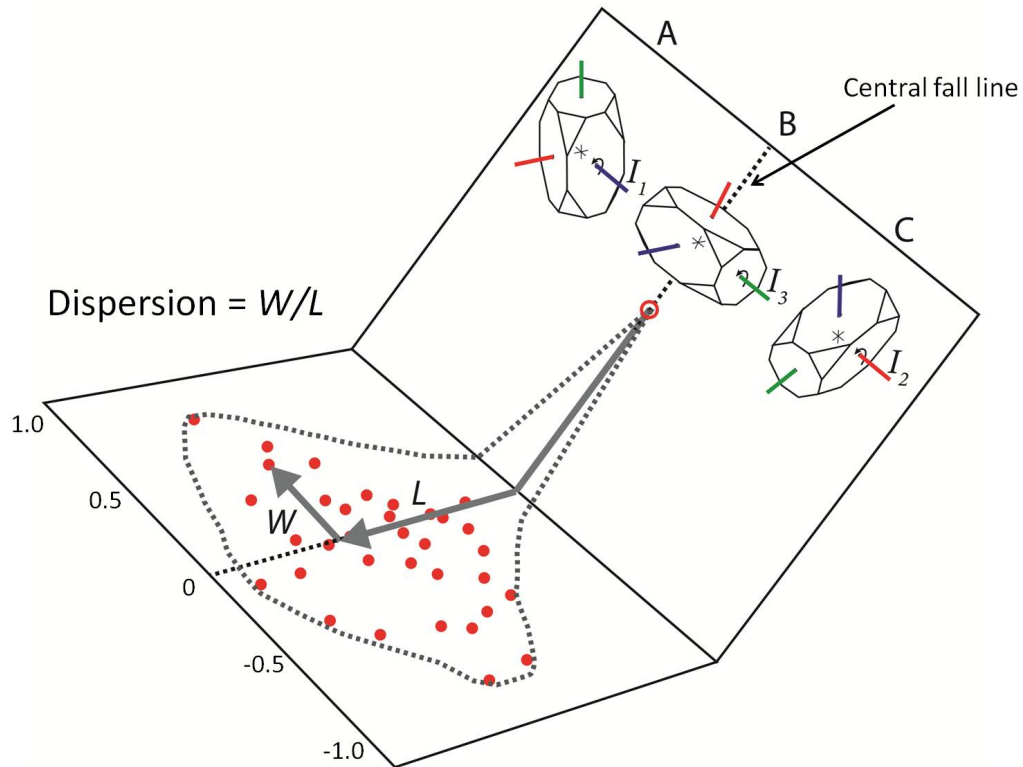 A
Central fall line
B
I₁
C
I₃
Dispersion = W/L
I₂
1.0
0.5
L
W
0
-0.5
-1.0